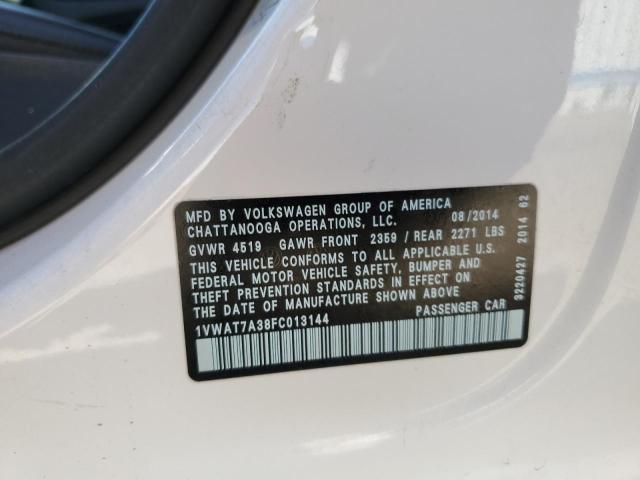 MFD BY VOLKSWAGEN GROUP OF AMERICA
CHATTANOOGA OPERATIONS, LLC. 08/2014
GVWR 4519 GAWR FRONT 2359 / REAR 2271 LBS
THIS VEHICLE CONFORMS TO ALL APPLICABLE U.S.
FEDERAL MOTOR VEHICLE SAFETY, BUMPER AND
THEFT PREVENTION STANDARDS IN EFFECT ON
THE DATE OF MANUFACTURE SHOWN ABOVE
1VWAT7A38FC013144 PASSENGER CAR
3220427 2014 62